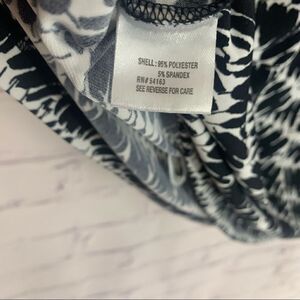 SHELL: 95% POLYESTER
5% SPANDEX
RN# 54163
SEE REVERSE FOR CARE